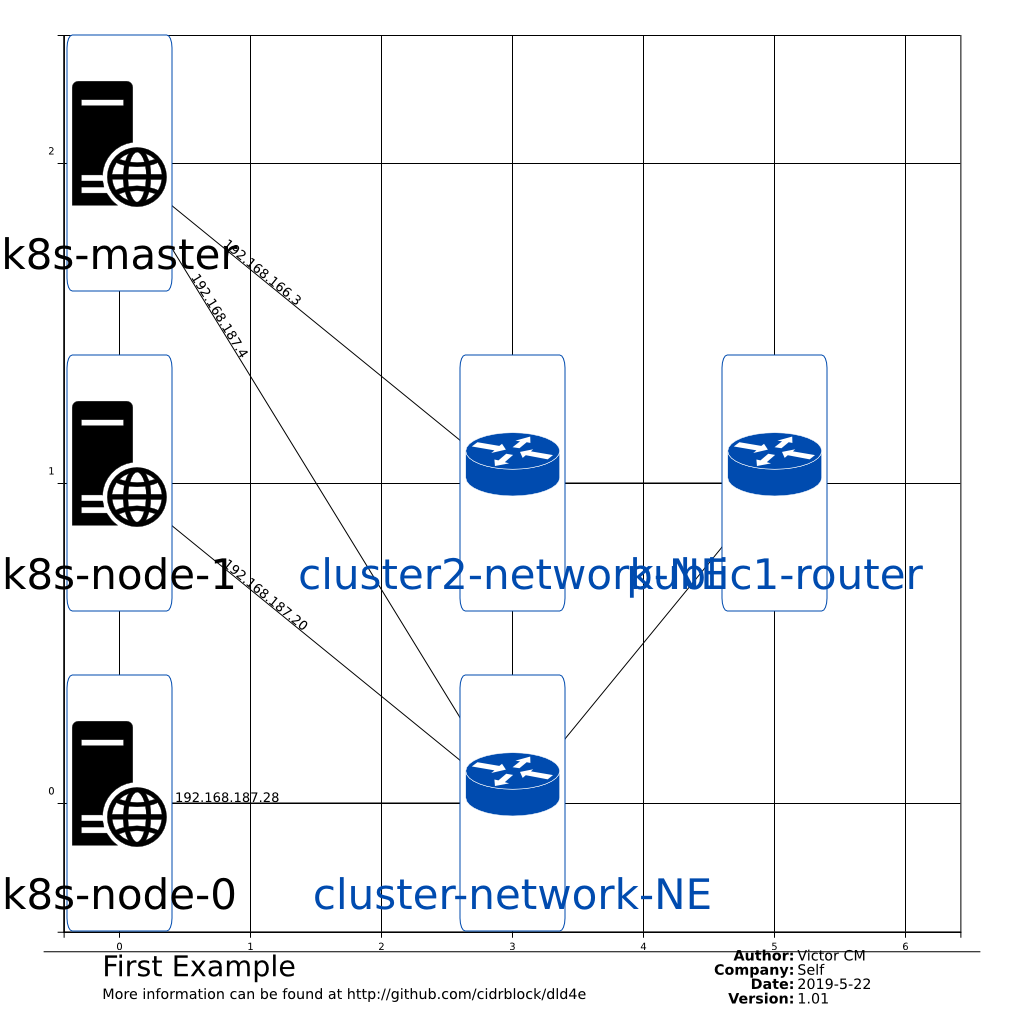 2
k8s-master
192.168.166.3
192.168.187.4
1
k8s-node-1
192.168.187.20
cluster2-network-NE
public1-router
0
192.168.187.28
k8s-node-0
cluster-network-NE
0 1 2 3 4 5 6
First Example
More information can be found at http://github.com/cidrblock/dld4e
Author: Victor CM
Company: Self
Date: 2019-5-22
Version: 1.01